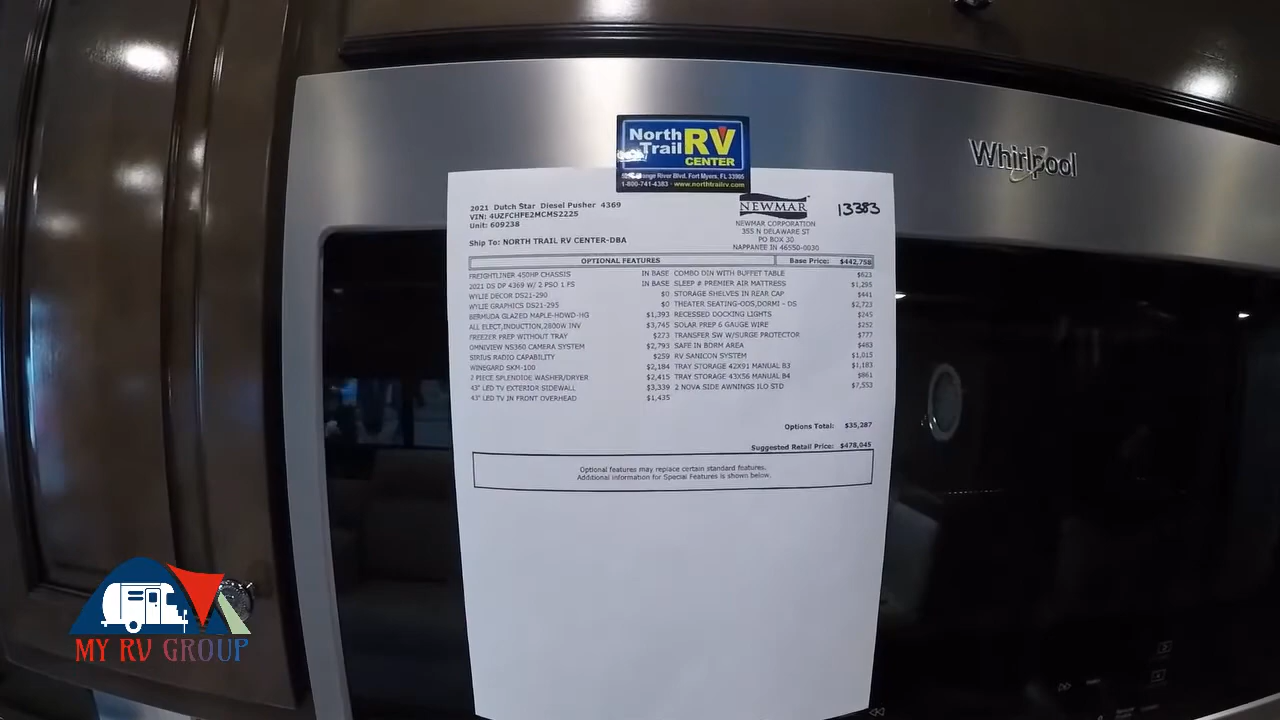 North
Trail
RV
CENTER
Orange River Blvd. Fort Myers, FL 33905
1-800-741-4383 · www.northtrailrv.com
Whirlpool
2021 Dutch Star Diesel Pusher 4369
VIN: 4UZFCHFE2MCMS2225
Unit: 609238
Ship To: NORTH TRAIL RV CENTER-DBA
NEWMAR
NEWMAR CORPORATION
355 N DELAWARE ST
PO BOX 30
NAPPANEE IN 46550-0030
13383
OPTIONAL FEATURES Base Price: $442,758
FREIGHTLINER 450HP CHASSIS IN BASE COMBO DIN WITH BUFFET TABLE $623
2021 DS DP 4369 W/ 2 PSO 1 FS IN BASE SLEEP # PREMIER AIR MATTRESS $1,295
WYLIE DECOR DS21-290 $0 STORAGE SHELVES IN REAR CAP $441
WYLIE GRAPHICS DS21-295 $0 THEATER SEATING-ODS,DORMI - DS $2,723
BERMUDA GLAZED MAPLE-HDWD-HG $1,393 RECESSED DOCKING LIGHTS $245
ALL ELECT,INDUCTION,2800W INV $3,745 SOLAR PREP 6 GAUGE WIRE $252
FREEZER PREP WITHOUT TRAY $273 TRANSFER SW W/SURGE PROTECTOR $777
OMNIVIEW NS360 CAMERA SYSTEM $2,793 SAFE IN BDRM AREA $483
SIRIUS RADIO CAPABILITY $259 RV SANICON SYSTEM $1,015
WINEGARD SKM-100 $2,184 TRAY STORAGE 42X91 MANUAL B3 $1,183
7 PIECE SPLENDIDE WASHER/DRYER $2,415 TRAY STORAGE 43X56 MANUAL B4 $861
43" LED TV EXTERIOR SIDEWALL $3,339 2 NOVA SIDE AWNINGS ILO STD $7,553
43" LED TV IN FRONT OVERHEAD $1,435
Options Total: $35,287
Suggested Retail Price: $478,045
Optional features may replace certain standard features.
Additional information for Special Features is shown below.
MY RV GROUP